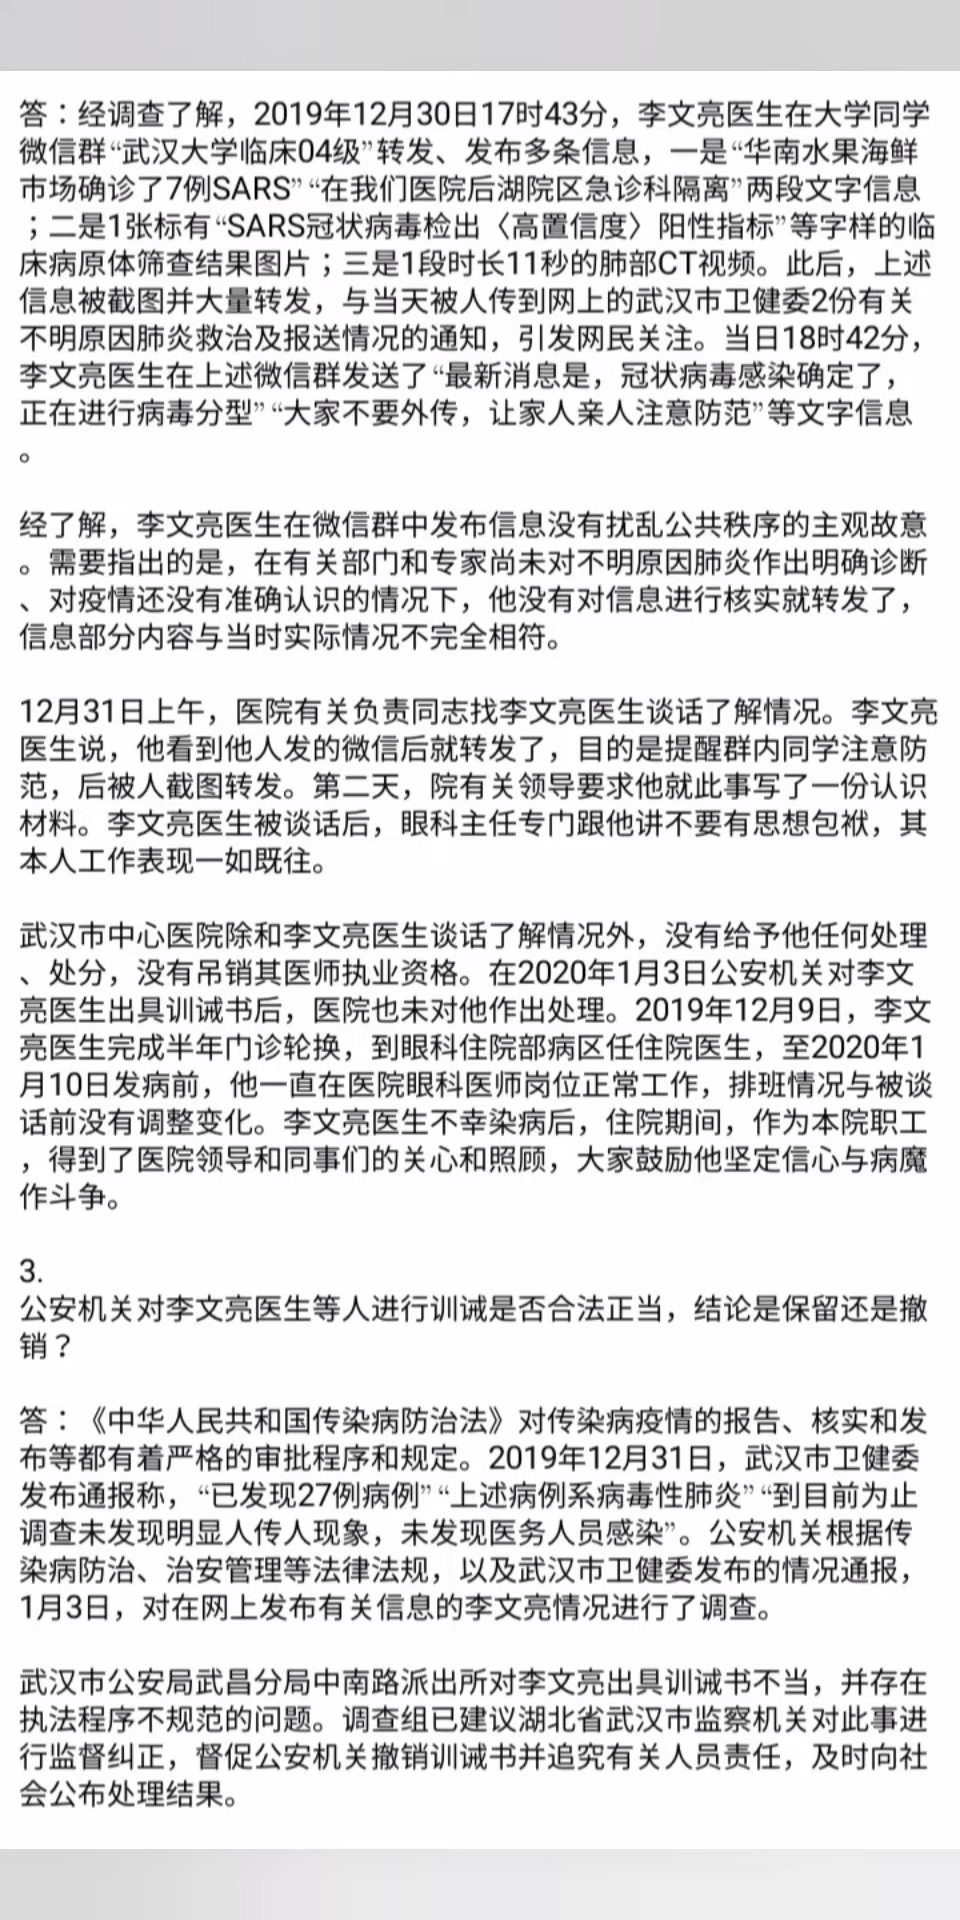 答：经调查了解，2019年12月30日17时43分，李文亮医生在大学同学
微信群“武汉大学临床04级”转发、发布多条信息，一是“华南水果海鲜
市场确诊了7例SARS”“在我们医院后湖院区急诊科隔离”两段文字信息
；二是1张标有“SARS冠状病毒检出〈高置信度〉阳性指标”等字样的临
床病原体筛查结果图片；三是1段时长11秒的肺部CT视频。此后，上述
信息被截图并大量转发，与当天被人传到网上的武汉市卫健委2份有关
不明原因肺炎救治及报送情况的通知，引发网民关注。当日18时42分，
李文亮医生在上述微信群发送了“最新消息是，冠状病毒感染确定了，
正在进行病毒分型”“大家不要外传，让家人亲人注意防范”等文字信息
。
经了解，李文亮医生在微信群中发布信息没有扰乱公共秩序的主观故意
。需要指出的是，在有关部门和专家尚未对不明原因肺炎作出明确诊断
、对疫情还没有准确认识的情况下，他没有对信息进行核实就转发了，
信息部分内容与当时实际情况不完全相符。
12月31日上午，医院有关负责同志找李文亮医生谈话了解情况。李文亮
医生说，他看到他人发的微信后就转发了，目的是提醒群内同学注意防
范，后被人截图转发。第二天，院有关领导要求他就此事写了一份认识
材料。李文亮医生被谈话后，眼科主任专门跟他讲不要有思想包袱，其
本人工作表现一如既往。
武汉市中心医院除和李文亮医生谈话了解情况外，没有给予他任何处理
、处分，没有吊销其医师执业资格。在2020年1月3日公安机关对李文
亮医生出具训诫书后，医院也未对他作出处理。2019年12月9日，李文
亮医生完成半年门诊轮换，到眼科住院部病区任住院医生，至2020年1
月10日发病前，他一直在医院眼科医师岗位正常工作，排班情况与被谈
话前没有调整变化。李文亮医生不幸染病后，住院期间，作为本院职工
，得到了医院领导和同事们的关心和照顾，大家鼓励他坚定信心与病魔
作斗争。
3.
公安机关对李文亮医生等人进行训诫是否合法正当，结论是保留还是撤
销？
答：《中华人民共和国传染病防治法》对传染病疫情的报告、核实和发
布等都有着严格的审批程序和规定。2019年12月31日，武汉市卫健委
发布通报称，“已发现27例病例”“上述病例系病毒性肺炎”“到目前为止
调查未发现明显人传人现象，未发现医务人员感染”。公安机关根据传
染病防治、治安管理等法律法规，以及武汉市卫健委发布的情况通报，
1月3日，对在网上发布有关信息的李文亮情况进行了调查。
武汉市公安局武昌分局中南路派出所对李文亮出具训诫书不当，并存在
执法程序不规范的问题。调查组已建议湖北省武汉市监察机关对此事进
行监督纠正，督促公安机关撤销训诫书并追究有关人员责任，及时向社
会公布处理结果。